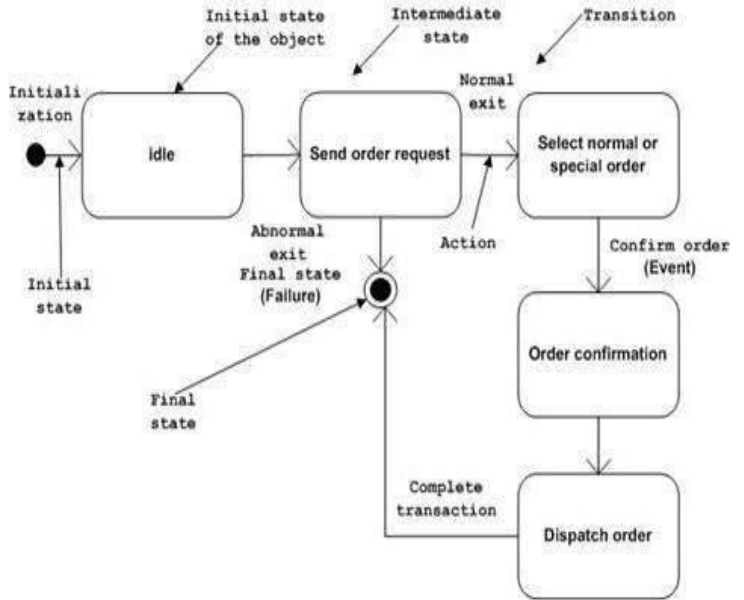 Initial state
of the object
Intermediate
state
Transition
Initiali
zation
Normal
exit
idle
Send order request
Select normal or
special order
Initial
state
Abnormal
exit
Final state
(Failure)
Action
Confirm order
(Event)
Order confirmation
Final
state
Complete
transaction
Dispatch order